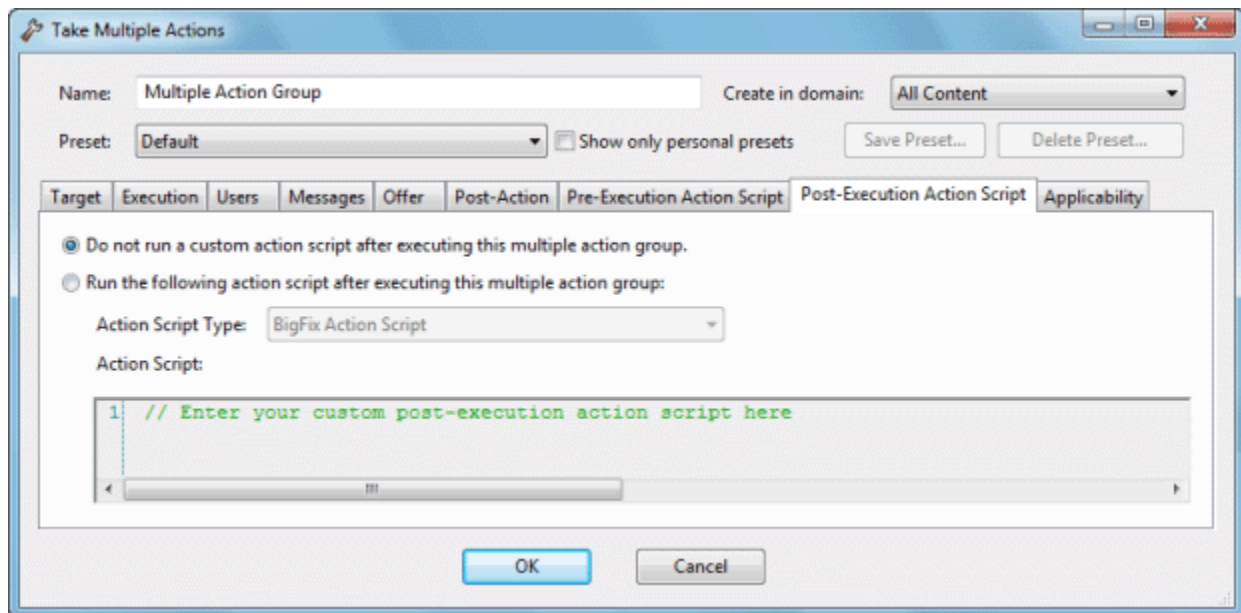 Take Multiple Actions
Name: Multiple Action Group Create in domain: All Content
Preset: Default Show only personal presets Save Preset... Delete Preset...
Target Execution Users Messages Offer Post-Action Pre-Execution Action Script Post-Execution Action Script Applicability
Do not run a custom action script after executing this multiple action group.
Run the following action script after executing this multiple action group:
Action Script Type: BigFix Action Script
Action Script:
1 // Enter your custom post-execution action script here
OK Cancel